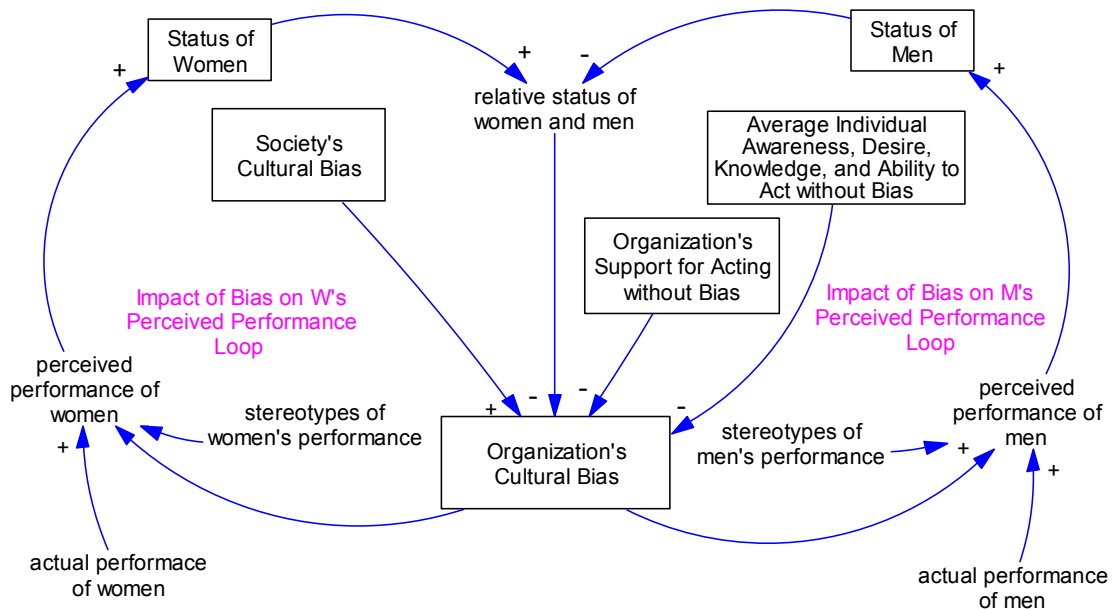 Status of
Women
+
+
-
Status of
Men
+
relative status of
women and men
Society's
Cultural Bias
Average Individual
Awareness, Desire,
Knowledge, and Ability to
Act without Bias
Organization's
Support for Acting
without Bias
Impact of Bias on W's
Perceived Performance
Loop
Impact of Bias on M's
Perceived Performance
Loop
perceived
performance of
women
perceived
performance of
men
stereotypes of
women's performance
stereotypes of
men's performance
+
-
-
-
+
+
+
+
Organization's
Cultural Bias
actual performace
of women
actual performance
of men